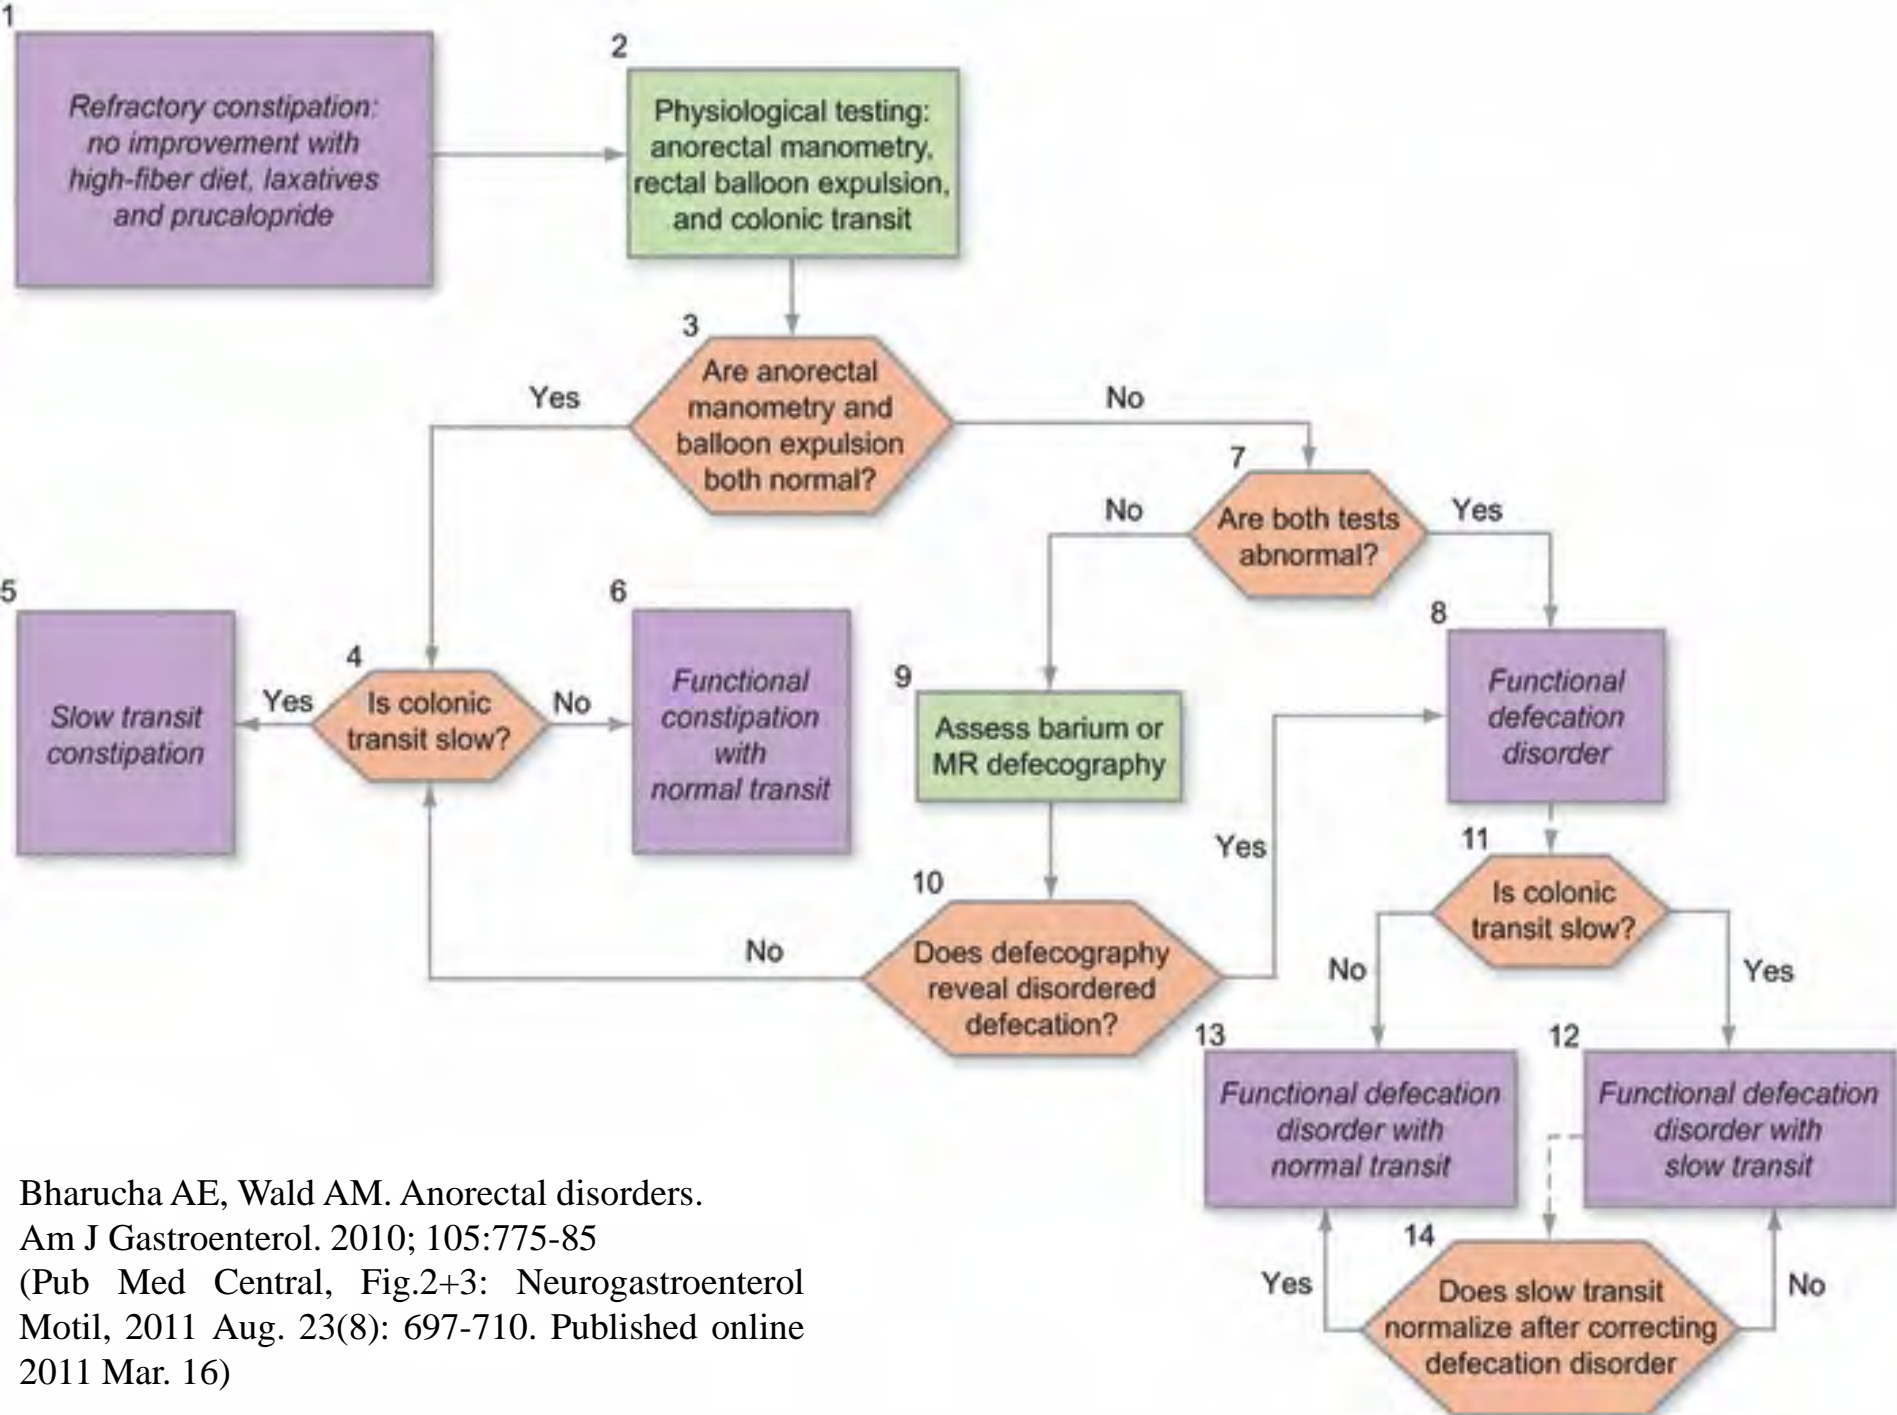 1
Refractory constipation:
no improvement with
high-fiber diet, laxatives
and prucalopride
2
Physiological testing:
anorectal manometry,
rectal balloon expulsion,
and colonic transit
3
Are anorectal
manometry and
balloon expulsion
both normal?
Yes
No
7
Are both tests
abnormal?
No
Yes
5
Slow transit
constipation
4
Is colonic
transit slow?
Yes
No
6
Functional
constipation
with
normal transit
9
Assess barium or
MR defecography
8
Functional
defecation
disorder
10
Does defecography
reveal disordered
defecation?
No
Yes
11
Is colonic
transit slow?
No
Yes
13
Functional defecation
disorder with
normal transit
12
Functional defecation
disorder with
slow transit
14
Does slow transit
normalize after correcting
defecation disorder
Yes
No
Bharucha AE, Wald AM. Anorectal disorders.
Am J Gastroenterol. 2010; 105:775-85
(Pub Med Central, Fig.2+3: Neurogastroenterol
Motil, 2011 Aug. 23(8): 697-710. Published online
2011 Mar. 16)